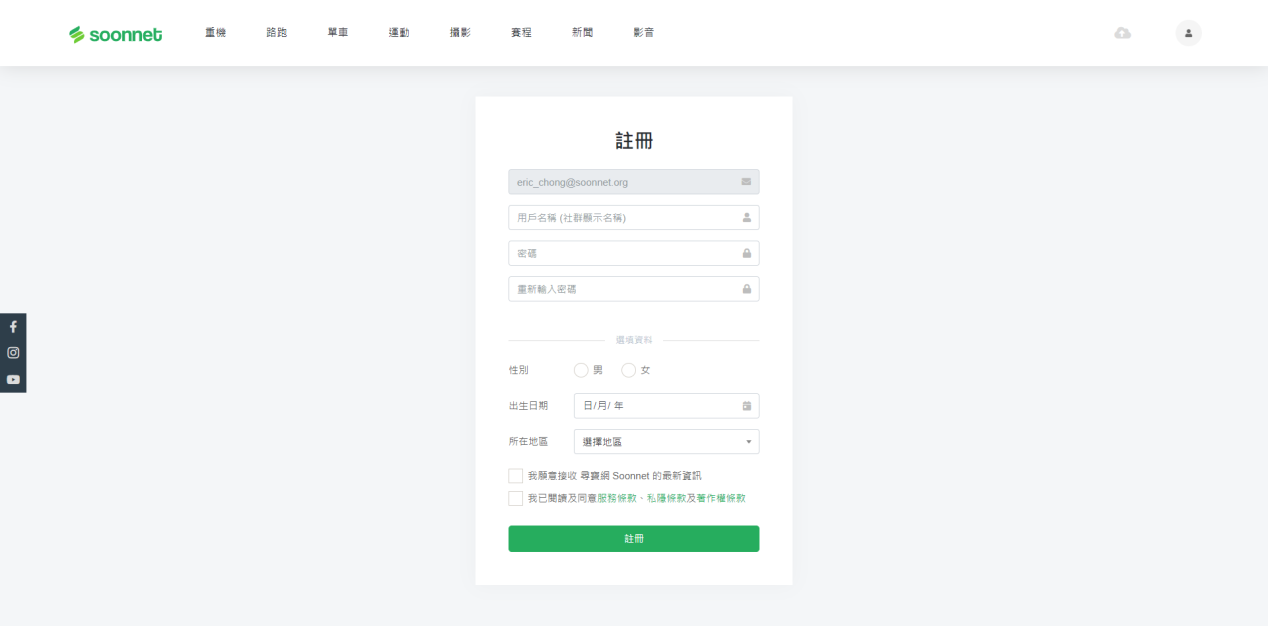 soonnet 重機 路跑 單車 運動 攝影 賽程 新聞 影音
註冊
eric_chong@soonnet.org
用戶名稱 (社群顯示名稱)
密碼
重新輸入密碼
選填資料
性別 男 女
出生日期 日/月/ 年
所在地區 選擇地區
我願意接收 尋寶網 Soonnet 的最新資訊
我已閱讀及同意服務條款、私隱條款及著作權條款
註冊